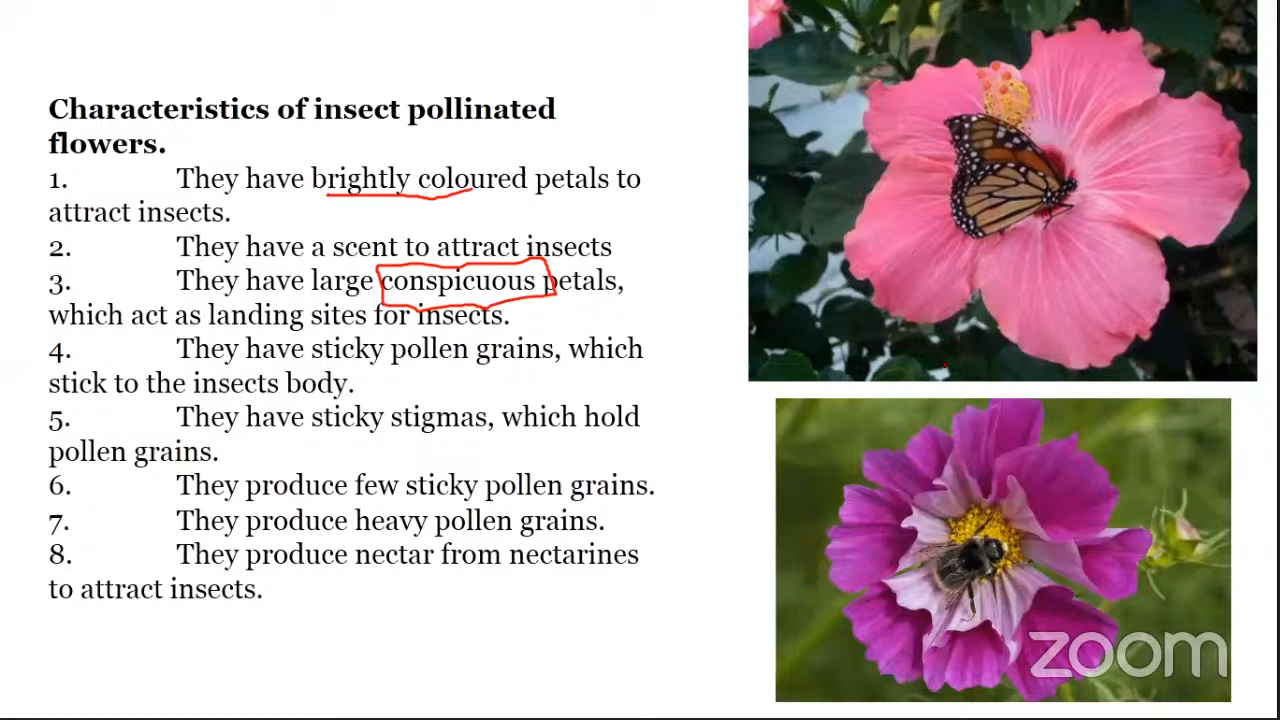 Characteristics of insect pollinated
flowers.
1. They have brightly coloured petals to
attract insects.
2. They have a scent to attract insects
3. They have large conspicuous petals,
which act as landing sites for insects.
4. They have sticky pollen grains, which
stick to the insects body.
5. They have sticky stigmas, which hold
pollen grains.
6. They produce few sticky pollen grains.
7. They produce heavy pollen grains.
8. They produce nectar from nectarines
to attract insects.
zoom